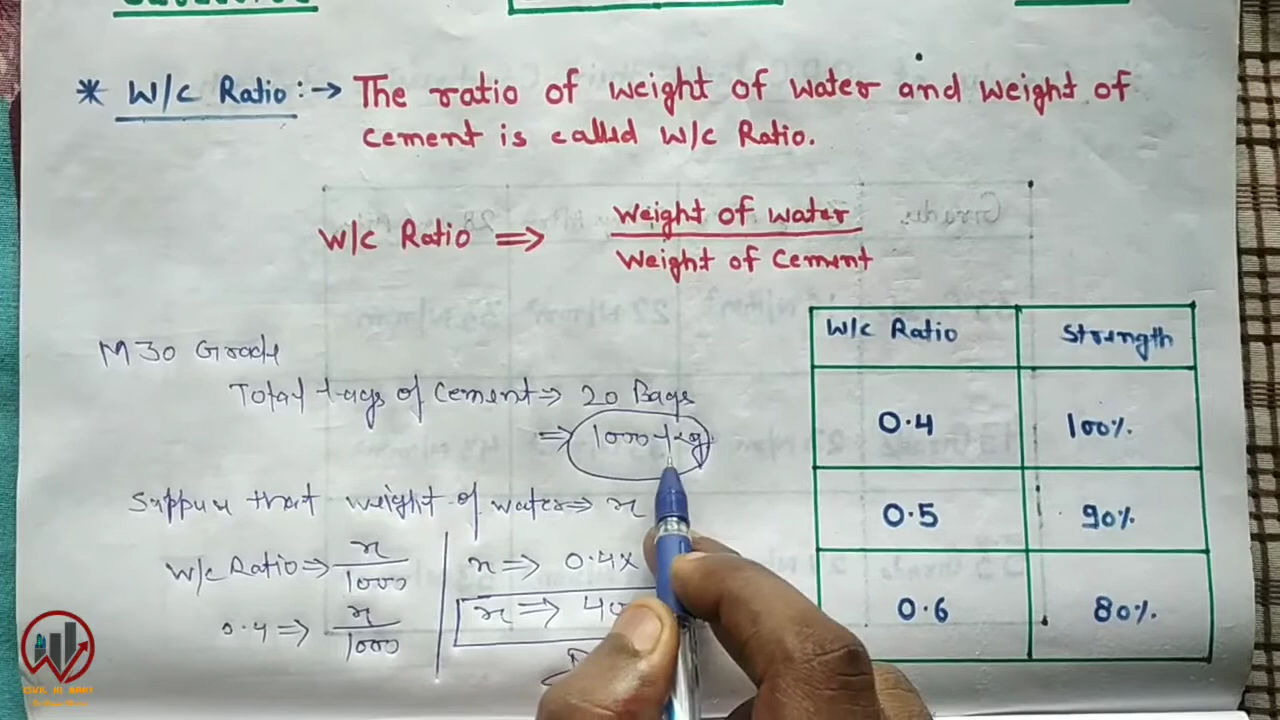 * W/C Ratio :→ The ratio of weight of water and weight of
cement is called W/C Ratio.
W/C Ratio ⇒ Weight of water
Weight of Cement
M30 Grade
Total bags of Cement ⇒ 20 Bags
⇒ 1000 kg
Suppose that weight of water ⇒ x
W/C Ratio ⇒ x
1000
0.4 ⇒ x
1000
x ⇒ 0.4×
x ⇒ 40
W/C Ratio Strength
0.4 100%.
0.5 90%.
0.6 80%.